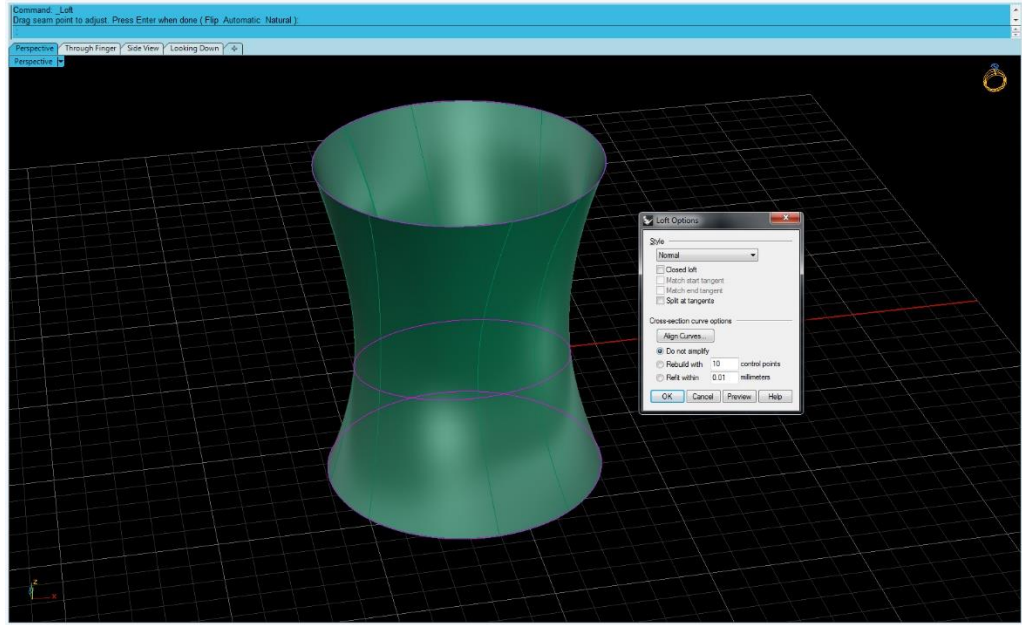 Command: _Loft
Drag seam point to adjust. Press Enter when done ( Flip Automatic Natural ):
Perspective Through Finger Side View Looking Down
Perspective
Loft Options
Style
Normal
Closed loft
Match start tangent
Match end tangent
Split at tangents
Cross-section curve options
Align Curves...
Do not simplify
Rebuild with 10 control points
Refit within 0.01 millimeters
OK Cancel Preview Help
z
x